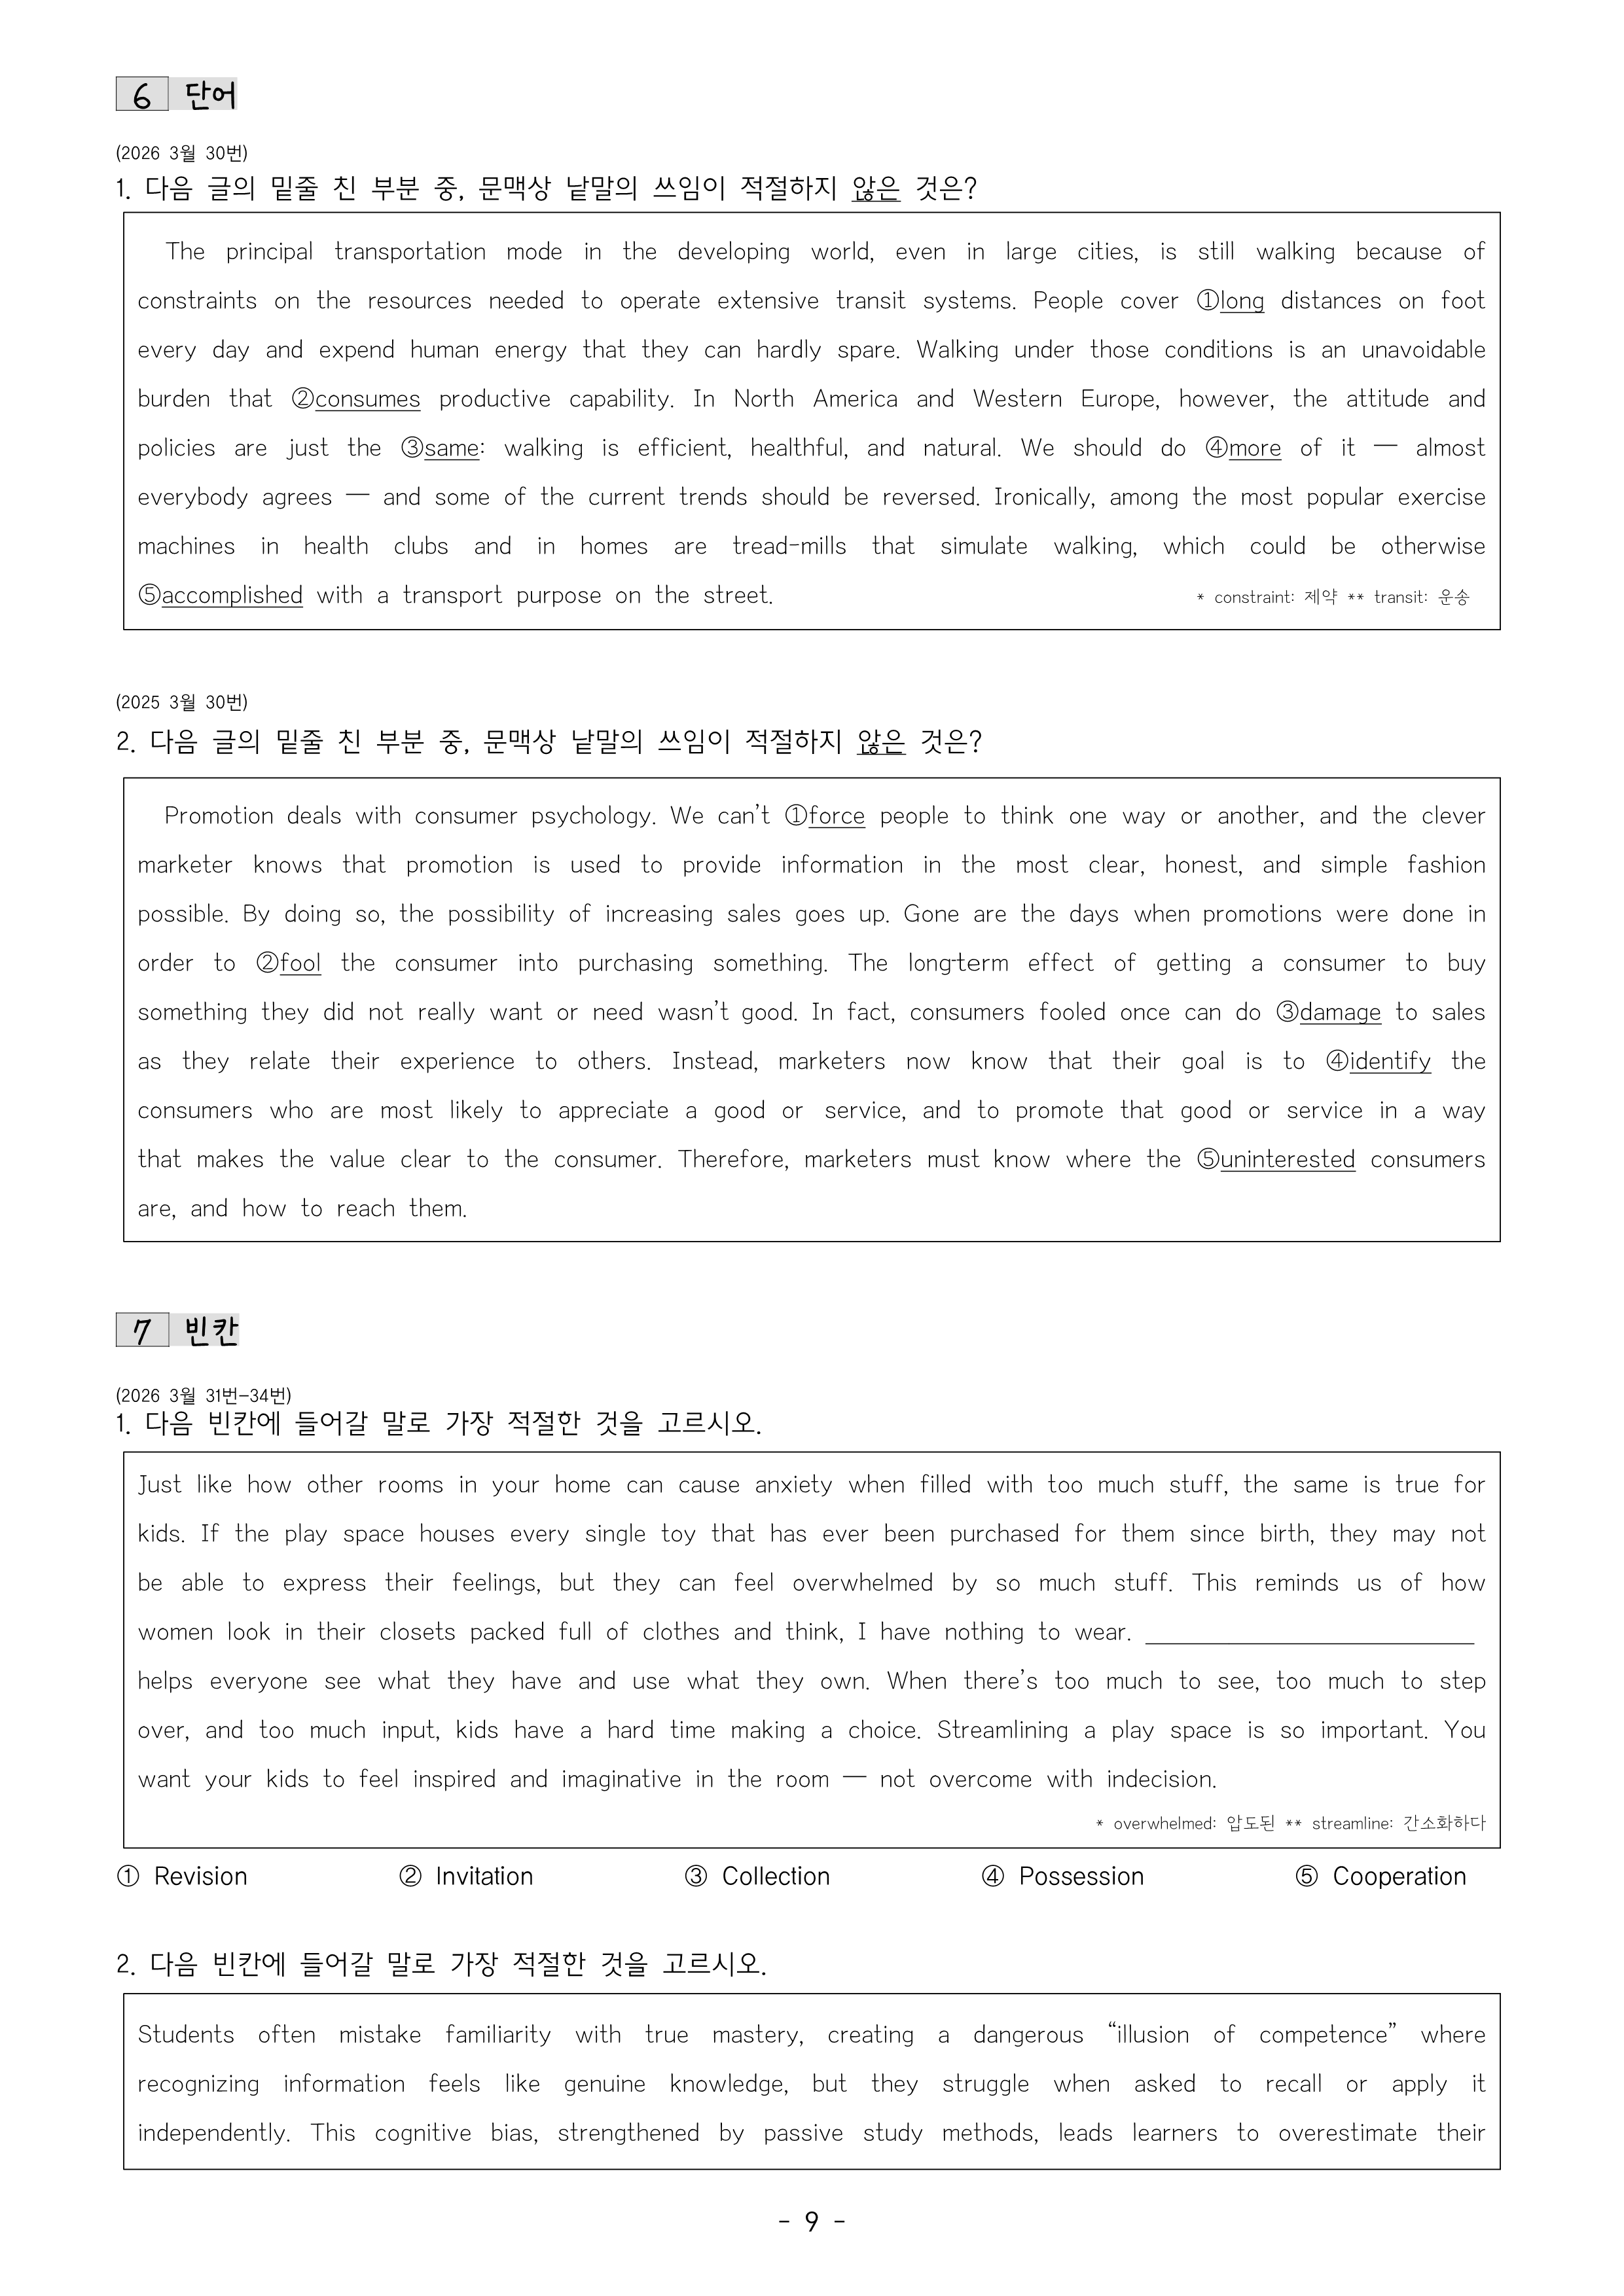 6 단어
(2026 3월 30번)
1. 다음 글의 밑줄 친 부분 중, 문맥상 낱말의 쓰임이 적절하지 않은 것은?
The principal transportation mode in the developing world, even in large cities, is still walking because of
constraints on the resources needed to operate extensive transit systems. People cover ①long distances on foot
every day and expend human energy that they can hardly spare. Walking under those conditions is an unavoidable
burden that ②consumes productive capability. In North America and Western Europe, however, the attitude and
policies are just the ③same: walking is efficient, healthful, and natural. We should do ④more of it — almost
everybody agrees — and some of the current trends should be reversed. Ironically, among the most popular exercise
machines in health clubs and in homes are tread-mills that simulate walking, which could be otherwise
⑤accomplished with a transport purpose on the street. * constraint: 제약 ** transit: 운송
(2025 3월 30번)
2. 다음 글의 밑줄 친 부분 중, 문맥상 낱말의 쓰임이 적절하지 않은 것은?
Promotion deals with consumer psychology. We can't ①force people to think one way or another, and the clever
marketer knows that promotion is used to provide information in the most clear, honest, and simple fashion
possible. By doing so, the possibility of increasing sales goes up. Gone are the days when promotions were done in
order to ②fool the consumer into purchasing something. The long-term effect of getting a consumer to buy
something they did not really want or need wasn't good. In fact, consumers fooled once can do ③damage to sales
as they relate their experience to others. Instead, marketers now know that their goal is to ④identify the
consumers who are most likely to appreciate a good or service, and to promote that good or service in a way
that makes the value clear to the consumer. Therefore, marketers must know where the ⑤uninterested consumers
are, and how to reach them.
7 빈칸
(2026 3월 31번-34번)
1. 다음 빈칸에 들어갈 말로 가장 적절한 것을 고르시오.
Just like how other rooms in your home can cause anxiety when filled with too much stuff, the same is true for
kids. If the play space houses every single toy that has ever been purchased for them since birth, they may not
be able to express their feelings, but they can feel overwhelmed by so much stuff. This reminds us of how
women look in their closets packed full of clothes and think, I have nothing to wear. ____________________
helps everyone see what they have and use what they own. When there's too much to see, too much to step
over, and too much input, kids have a hard time making a choice. Streamlining a play space is so important. You
want your kids to feel inspired and imaginative in the room — not overcome with indecision.
* overwhelmed: 압도된 ** streamline: 간소화하다
① Revision ② Invitation ③ Collection ④ Possession ⑤ Cooperation
2. 다음 빈칸에 들어갈 말로 가장 적절한 것을 고르시오.
Students often mistake familiarity with true mastery, creating a dangerous “illusion of competence” where
recognizing information feels like genuine knowledge, but they struggle when asked to recall or apply it
independently. This cognitive bias, strengthened by passive study methods, leads learners to overestimate their
- 9 -